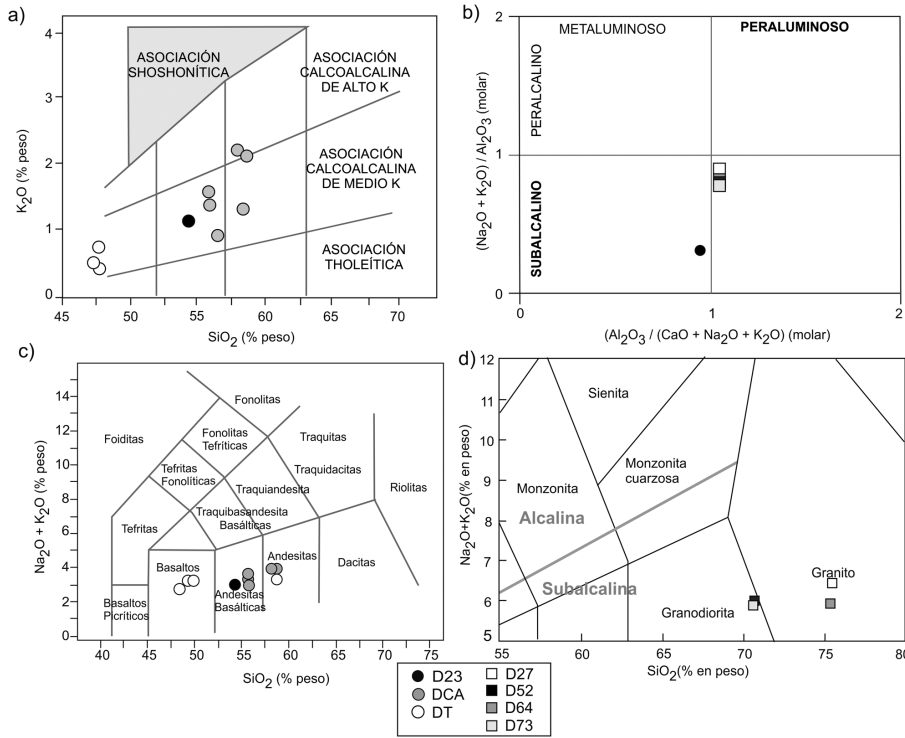 a)
4
3
2
1
0
K2O (% peso)
ASOCIACIÓN
SHOSHONÍTICA
ASOCIACIÓN
CALCOALCALINA
DE ALTO K
ASOCIACIÓN
CALCOALCALINA
DE MEDIO K
ASOCIACIÓN
THOLEÍTICA
45 50 55 60 65 70
SiO2 (% peso)
b)
2
1
0
(Na2O + K2O) / Al2O3 (molar)
PERALCALINO
SUBALCALINO
METALUMINOSO
PERALUMINOSO
0 1 2
(Al2O3 / (CaO + Na2O + K2O) (molar)
c)
14
12
10
8
6
4
2
0
Na2O + K2O (% peso)
Fonolitas
Foiditas
Fonolitas
Tefríticas
Traquitas
Tefritas
Fonolíticas
Traquidacitas
Traquiandesita
Riolitas
Traquibasandesita
Basálticas
Tefritas
Basaltos
Andesitas
Dacitas
Basaltos
Picríticos
Andesitas
Basálticas
40 45 50 55 60 65 70 75
SiO2 (% peso)
d)
12
11
10
9
8
7
6
5
Na2O+K2O(% en peso)
Sienita
Monzonita
cuarzosa
Monzonita
Alcalina
Subalcalina
Granito
Granodiorita
55 60 65 70 75 80
SiO2(% en peso)
D23
DCA
DT
D27
D52
D64
D73